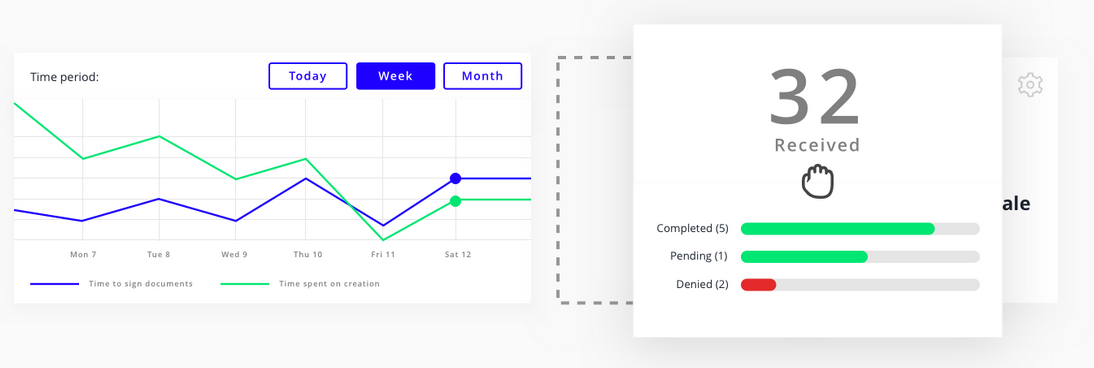 Time period:
Today
Week
Month
Mon 7
Tue 8
Wed 9
Thu 10
Fri 11
Sat 12
Time to sign documents
Time spent on creation
32
Received
Completed (5)
Pending (1)
Denied (2)
ale